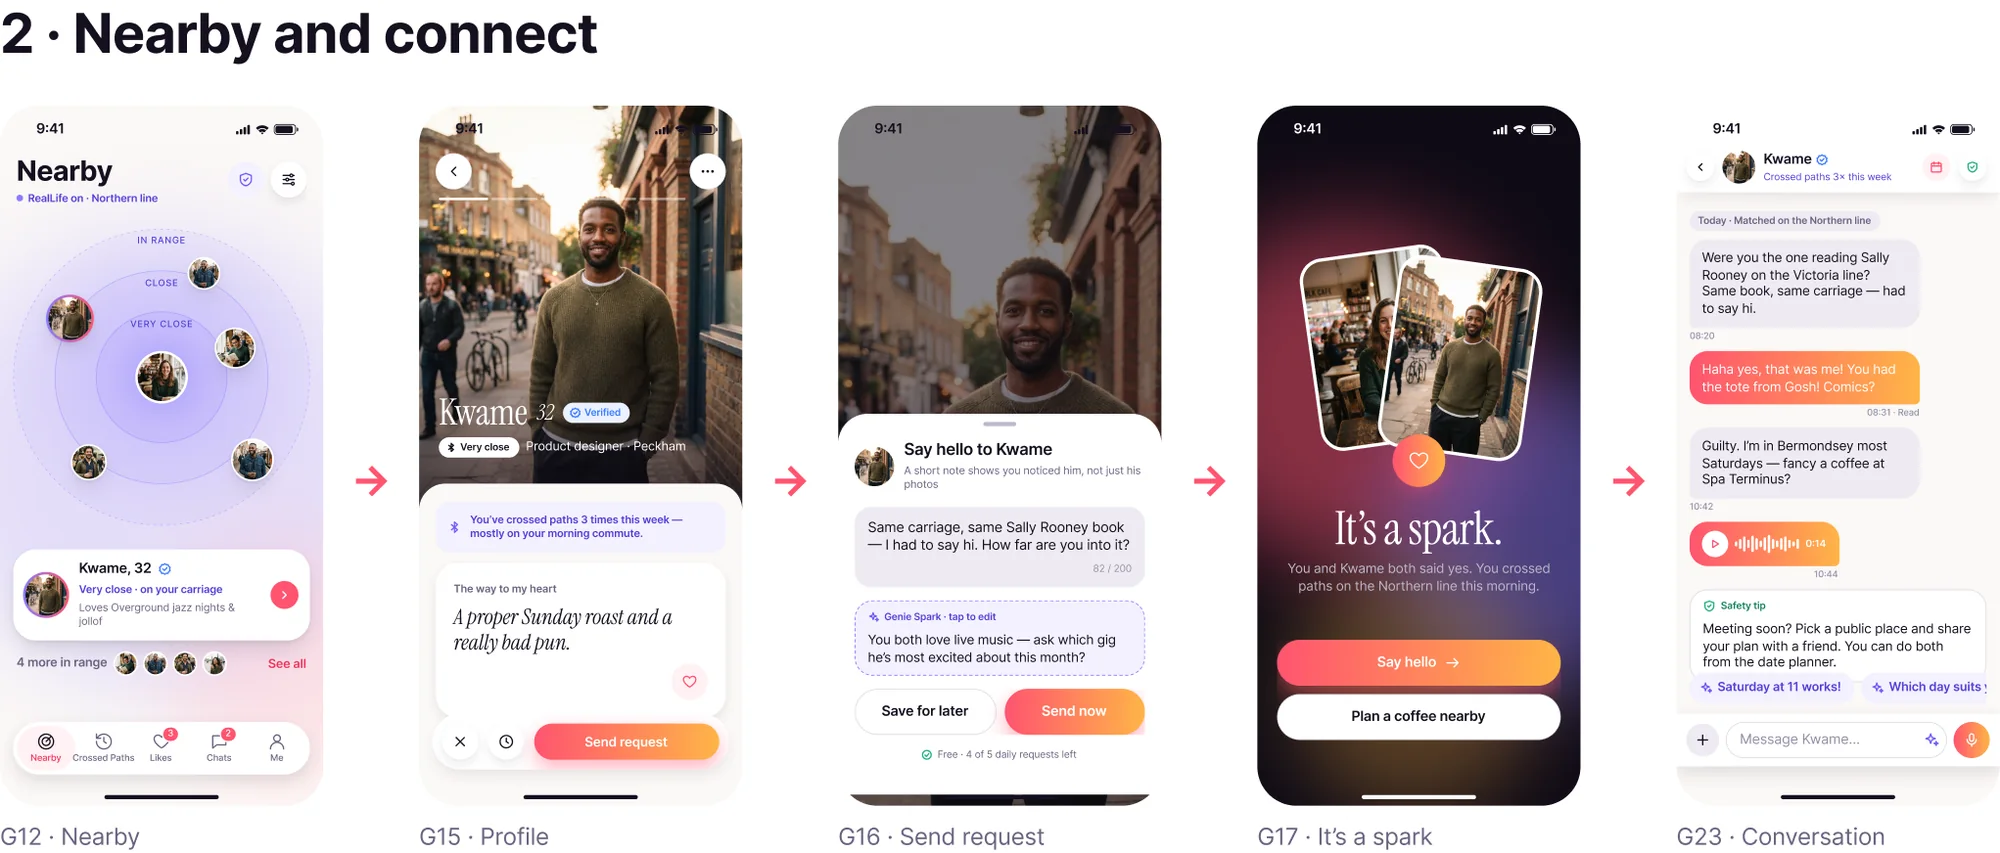 2 · Nearby and connect
9:41
Nearby
RealLife on · Northern line
IN RANGE
CLOSE
VERY CLOSE
Kwame, 32
Very close · on your carriage
Loves Overground jazz nights &
jollof
4 more in range
See all
3
2
Nearby
Crossed Paths
Likes
Chats
Me
G12 · Nearby
9:41
Kwame 32 Verified
Very close Product designer · Peckham
You've crossed paths 3 times this week —
mostly on your morning commute.
The way to my heart
A proper Sunday roast and a
really bad pun.
Send request
G15 · Profile
9:41
Say hello to Kwame
A short note shows you noticed him, not just his
photos
Same carriage, same Sally Rooney book
— I had to say hi. How far are you into it?
82 / 200
Genie Spark · tap to edit
You both love live music — ask which gig
he's most excited about this month?
Save for later
Send now
Free · 4 of 5 daily requests left
G16 · Send request
9:41
It's a spark.
You and Kwame both said yes. You crossed
paths on the Northern line this morning.
Say hello →
Plan a coffee nearby
G17 · It's a spark
9:41
Kwame
Crossed paths 3× this week
Today · Matched on the Northern line
Were you the one reading Sally
Rooney on the Victoria line?
Same book, same carriage — had
to say hi.
08:20
Haha yes, that was me! You had
the tote from Gosh! Comics?
08:31 · Read
Guilty. I'm in Bermondsey most
Saturdays — fancy a coffee at
Spa Terminus?
10:42
0:14
10:44
Safety tip
Meeting soon? Pick a public place and share
your plan with a friend. You can do both
from the date planner.
Saturday at 11 works!
Which day suits y
Message Kwame...
G23 · Conversation